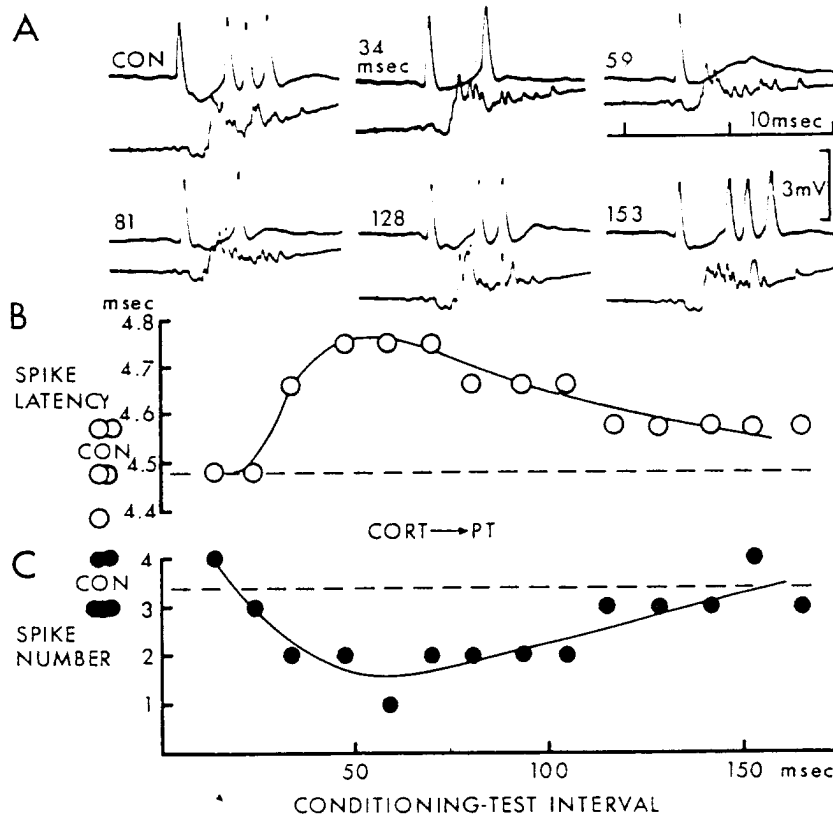 A
CON
34
msec
59
10msec
81
128
153
3mV
B
msec
4.8
4.7
4.6
4.5
4.4
SPIKE
LATENCY
CON
CORT→PT
C
4
3
2
1
CON
SPIKE
NUMBER
50
100
150
msec
CONDITIONING-TEST INTERVAL